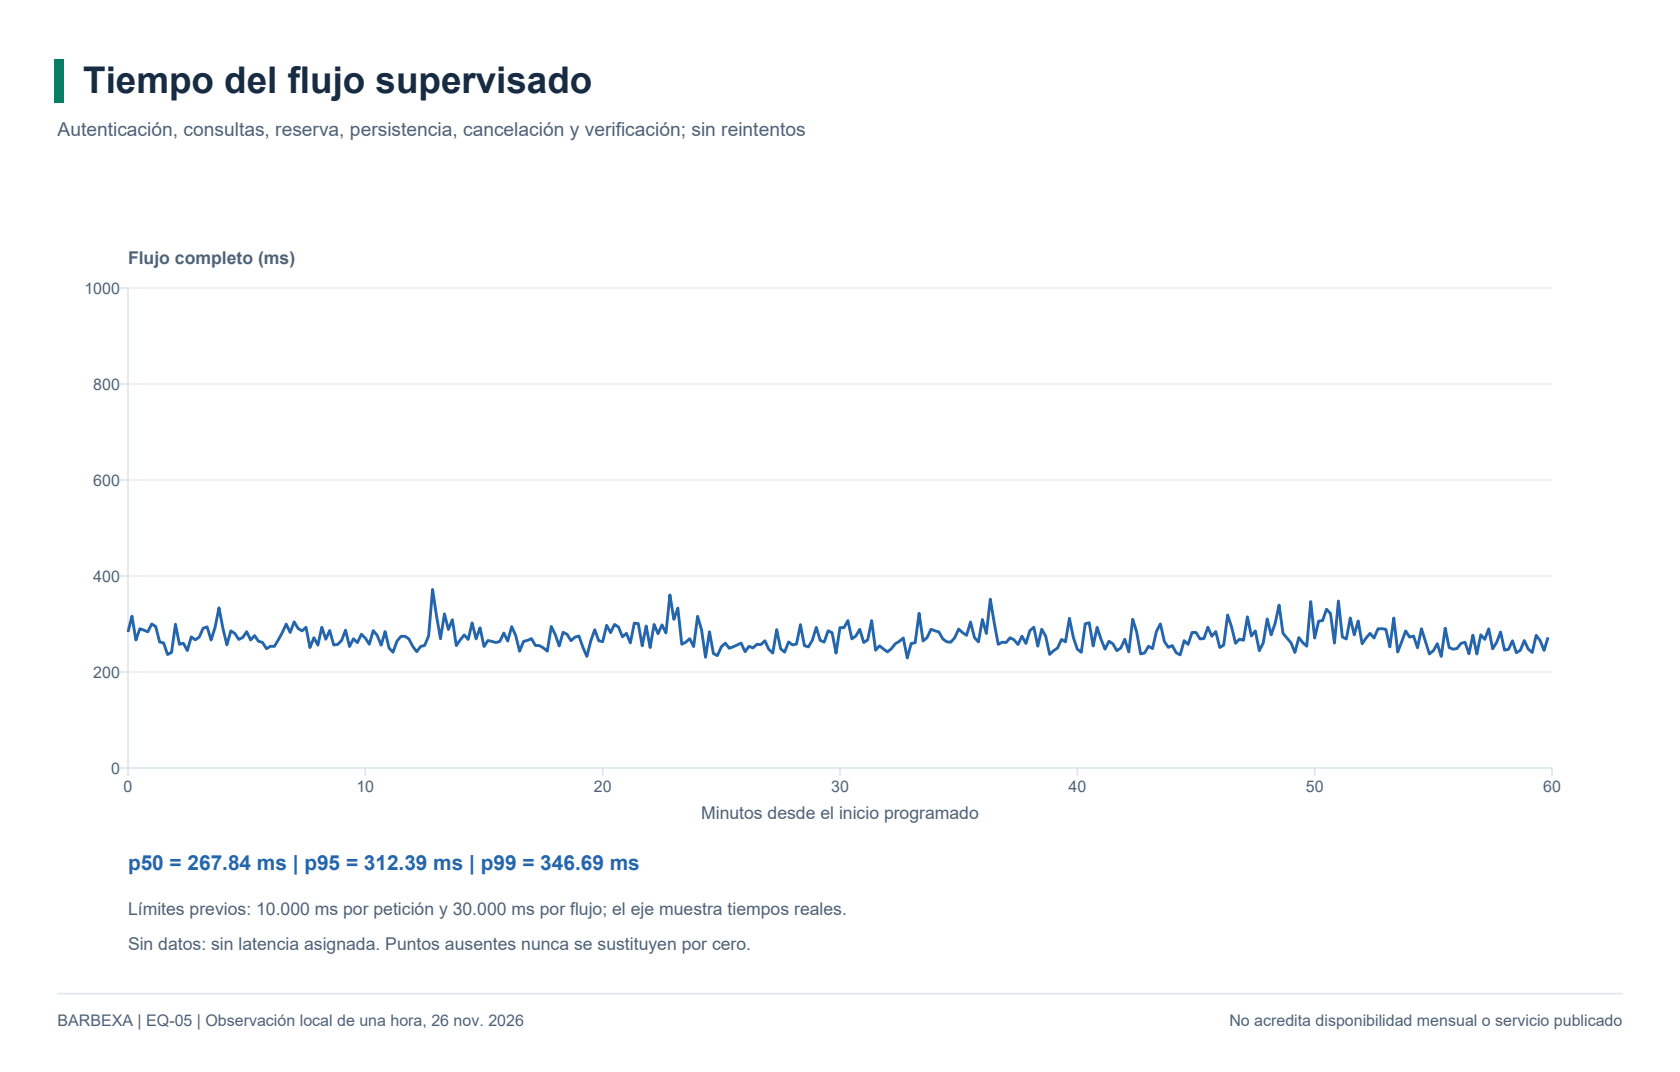 Tiempo del flujo supervisado
Autenticación, consultas, reserva, persistencia, cancelación y verificación; sin reintentos
Flujo completo (ms)
1000
800
600
400
200
0
0 10 20 30 40 50 60
Minutos desde el inicio programado
p50 = 267.84 ms | p95 = 312.39 ms | p99 = 346.69 ms
Límites previos: 10.000 ms por petición y 30.000 ms por flujo; el eje muestra tiempos reales.
Sin datos: sin latencia asignada. Puntos ausentes nunca se sustituyen por cero.
BARBEXA | EQ-05 | Observación local de una hora, 26 nov. 2026
No acredita disponibilidad mensual o servicio publicado